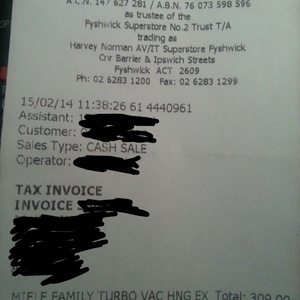 A.C.N. 147 627 281 / A.B.N. 76 073 598 596
as trustee of the
Fyshwick Superstore No.2 Trust T/A
trading as
Harvey Norman AV/IT Superstore Fyshwick
Cnr Barrier & Ipswich Streets
Fyshwick ACT 2609
Ph: 02 6283 1200 Fax: 02 6283 1299
15/02/14 11:38:26 61 4440961
Assistant:
Customer:
Sales Type: CASH SALE
Operator:
TAX INVOICE
INVOICE
MIELE FAMILY TURBO VAC HNG EX Total: 309.00